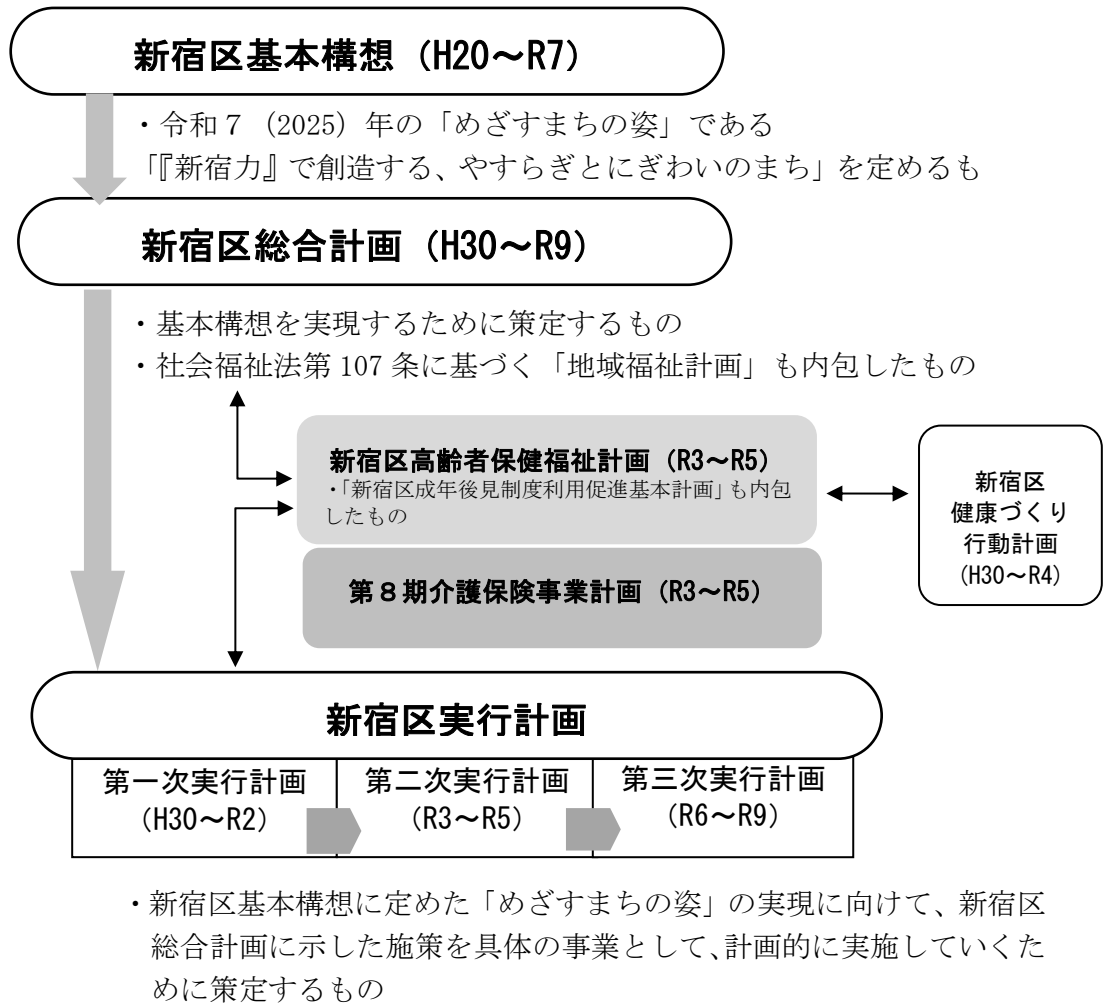 新宿区基本構想（H20～R7）
・令和７（2025）年の「めざすまちの姿」である
「『新宿力』で創造する、やすらぎとにぎわいのまち」を定めるも
新宿区総合計画（H30～R9）
・基本構想を実現するために策定するもの
・社会福祉法第 107 条に基づく「地域福祉計画」も内包したもの
新宿区高齢者保健福祉計画（R3～R5）
・「新宿区成年後見制度利用促進基本計画」も内包
したもの
第８期介護保険事業計画（R3～R5）
新宿区
健康づくり
行動計画
(H30～R4)
新宿区実行計画
第一次実行計画
（H30～R2）
第二次実行計画
（R3～R5）
第三次実行計画
（R6～R9）
・新宿区基本構想に定めた「めざすまちの姿」の実現に向けて、新宿区
総合計画に示した施策を具体の事業として、計画的に実施していくた
めに策定するもの